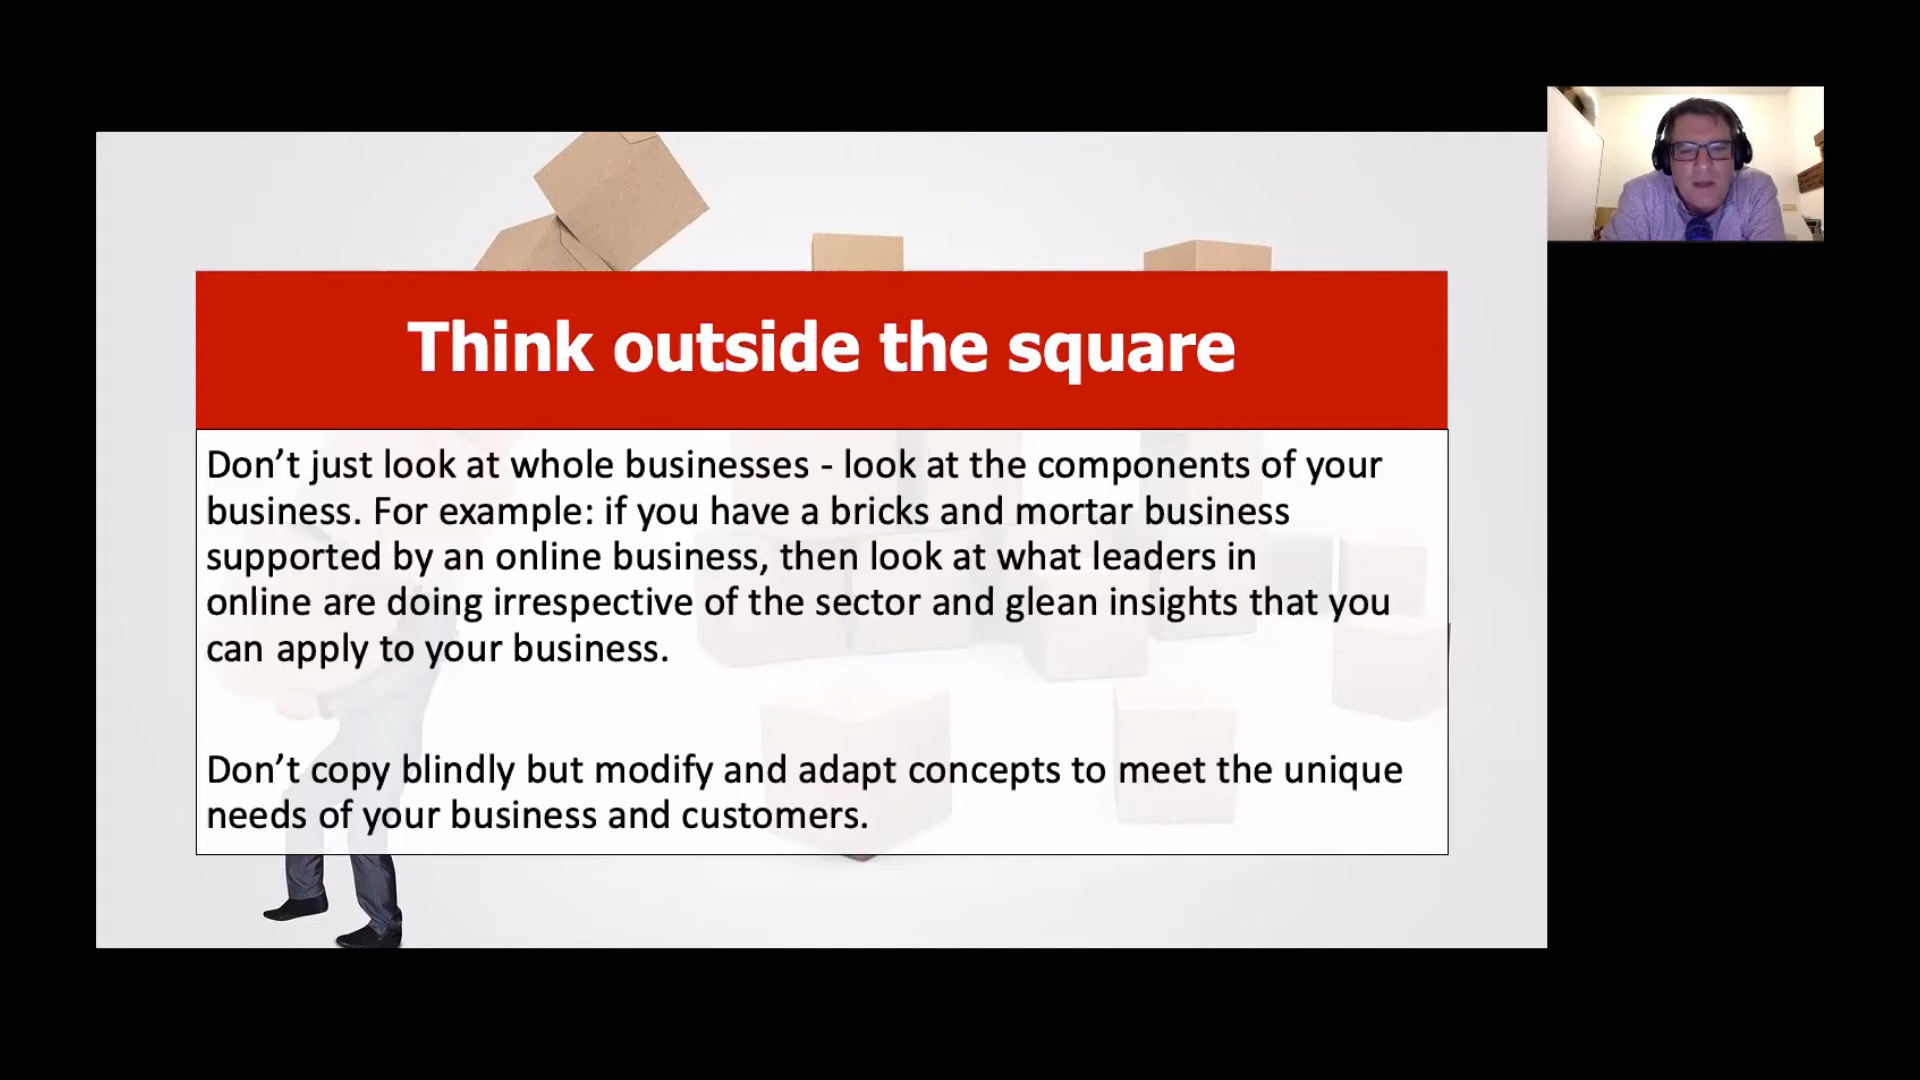 Think outside the square
Don’t just look at whole businesses - look at the components of your
business. For example: if you have a bricks and mortar business
supported by an online business, then look at what leaders in
online are doing irrespective of the sector and glean insights that you
can apply to your business.
Don’t copy blindly but modify and adapt concepts to meet the unique
needs of your business and customers.